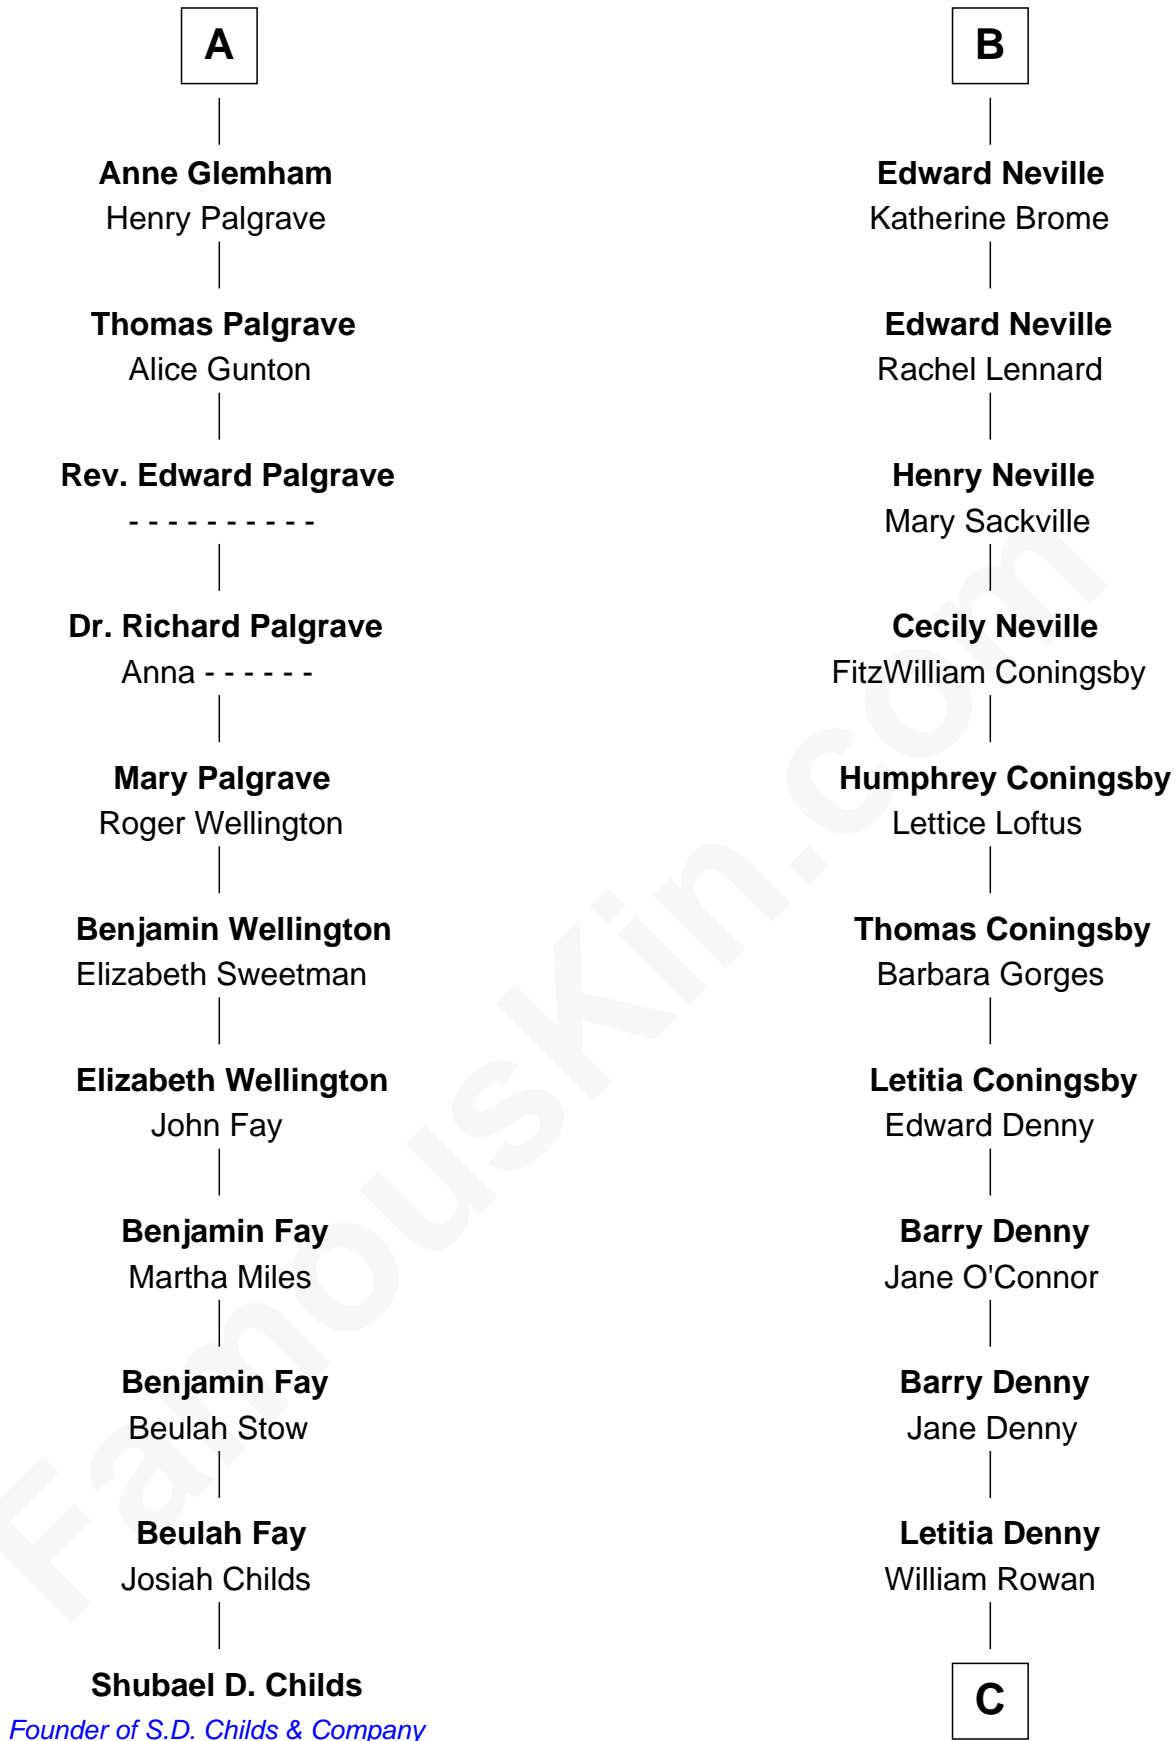 A
Anne Glemham
Henry Palgrave
Thomas Palgrave
Alice Gunton
Rev. Edward Palgrave
- - - - - - - - - -
Dr. Richard Palgrave
Anna - - - - - -
Mary Palgrave
Roger Wellington
Benjamin Wellington
Elizabeth Sweetman
Elizabeth Wellington
John Fay
Benjamin Fay
Martha Miles
Benjamin Fay
Beulah Stow
Beulah Fay
Josiah Childs
Shubael D. Childs
Founder of S.D. Childs & Company
B
Edward Neville
Katherine Brome
Edward Neville
Rachel Lennard
Henry Neville
Mary Sackville
Cecily Neville
FitzWilliam Coningsby
Humphrey Coningsby
Lettice Loftus
Thomas Coningsby
Barbara Gorges
Letitia Coningsby
Edward Denny
Barry Denny
Jane O'Connor
Barry Denny
Jane Denny
Letitia Denny
William Rowan
C
FamousKin.com